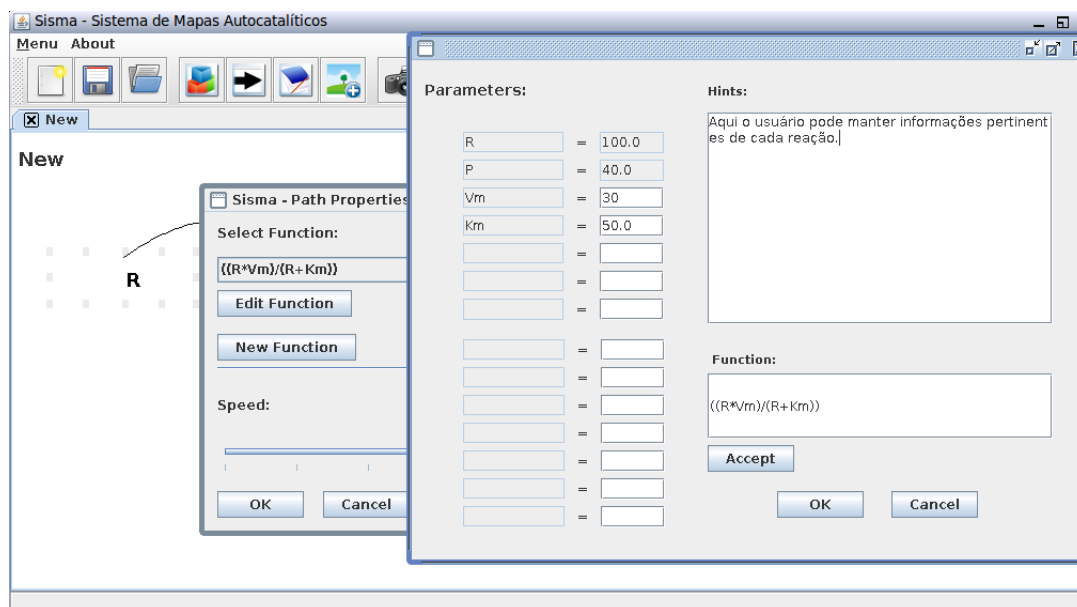 Sisma - Sistema de Mapas Autocatalíticos
Menu About
New
New
R
Sisma - Path Properties
Select Function:
((R*Vm)/(R+Km))
Edit Function
New Function
Speed:
OK Cancel
Parameters:
R = 100.0
P = 40.0
Vm = 30
Km = 50.0
=
=
=
=
=
=
=
=
=
=
Hints:
Aqui o usuário pode manter informações pertinent
es de cada reação.
Function:
((R*Vm)/(R+Km))
Accept
OK Cancel